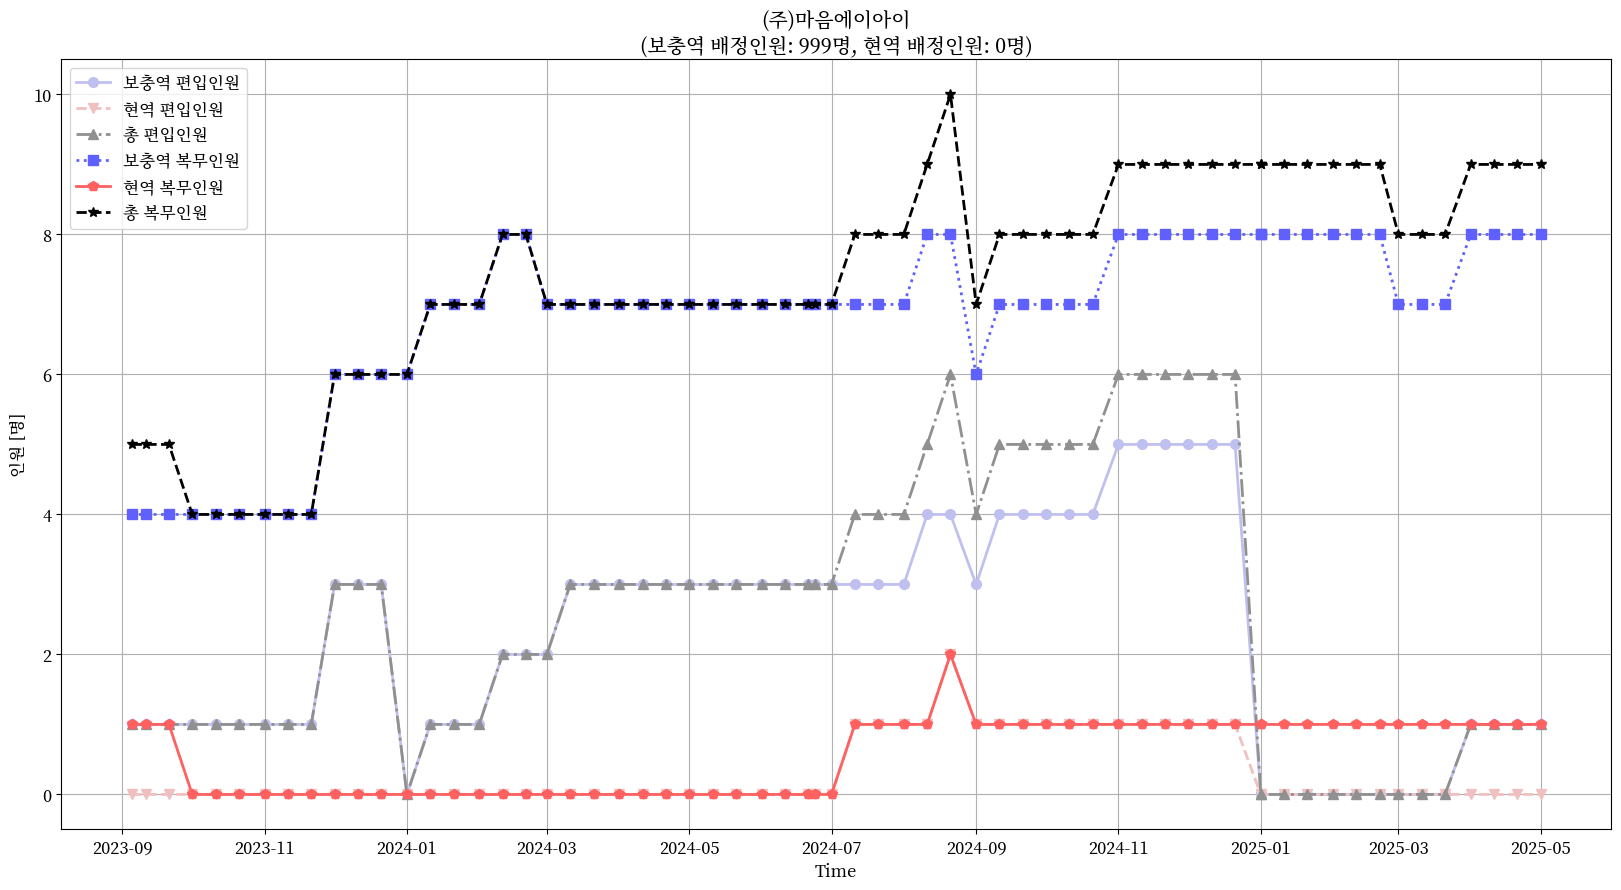 (주)마음에이아이
(보충역 배정인원: 999명, 현역 배정인원: 0명)
보충역 편입인원
현역 편입인원
총 편입인원
보충역 복무인원
현역 복무인원
총 복무인원
인원 [명]
10
8
6
4
2
0
2023-09
2023-11
2024-01
2024-03
2024-05
2024-07
2024-09
2024-11
2025-01
2025-03
2025-05
Time